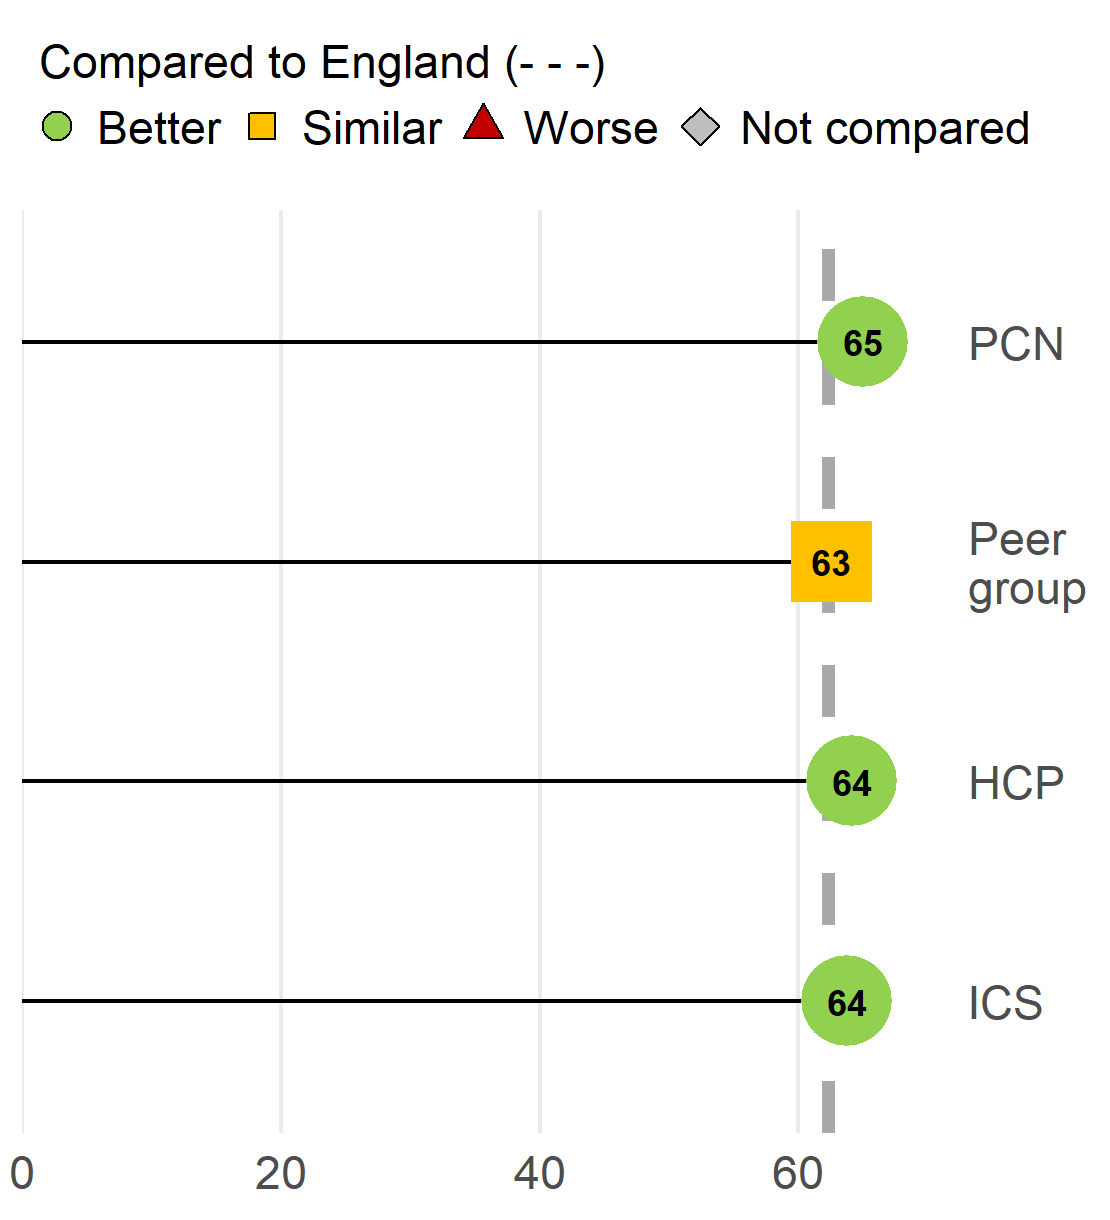 Compared to England (- - -)
Better Similar Worse Not compared
65 PCN
63 Peer
group
64 HCP
64 ICS
0 20 40 60